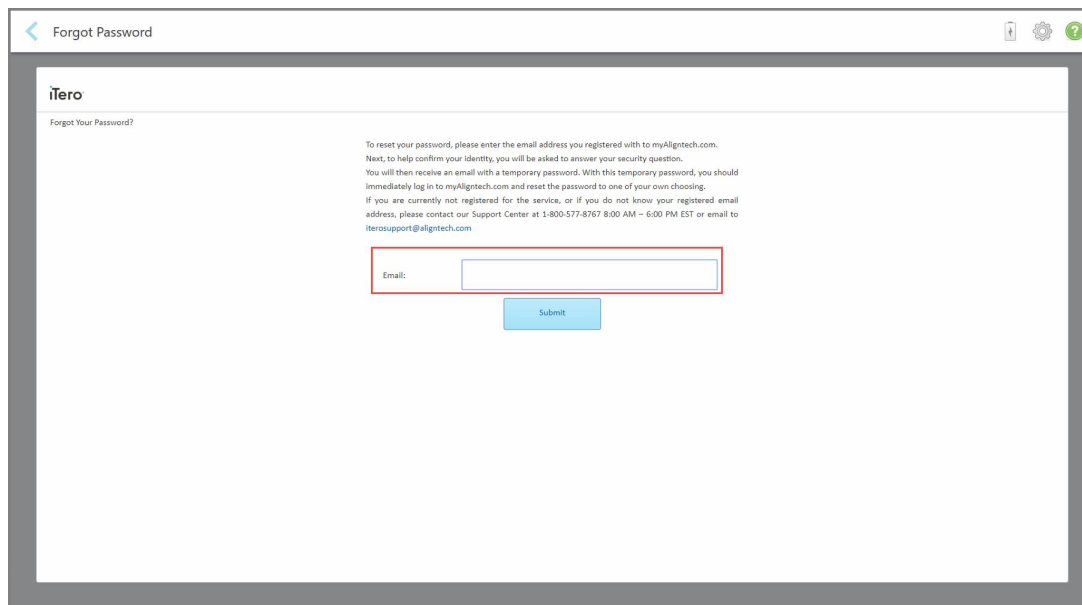 Forgot Password
iTero
Forgot Your Password?
To reset your password, please enter the email address you registered with to myAligntech.com.
Next, to help confirm your identity, you will be asked to answer your security question.
You will then receive an email with a temporary password. With this temporary password, you should
immediately log in to myAligntech.com and reset the password to one of your own choosing.
If you are currently not registered for the service, or if you do not know your registered email
address, please contact our Support Center at 1-800-577-8767 8:00 AM – 6:00 PM EST or email to
iterosupport@aligntech.com
Email:
Submit